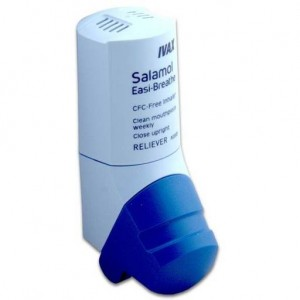 IVAX
Salamol
Easi-Breathe
CFC-Free Inhaler
Clean mouthpiece
weekly
Close upright
RELIEVER